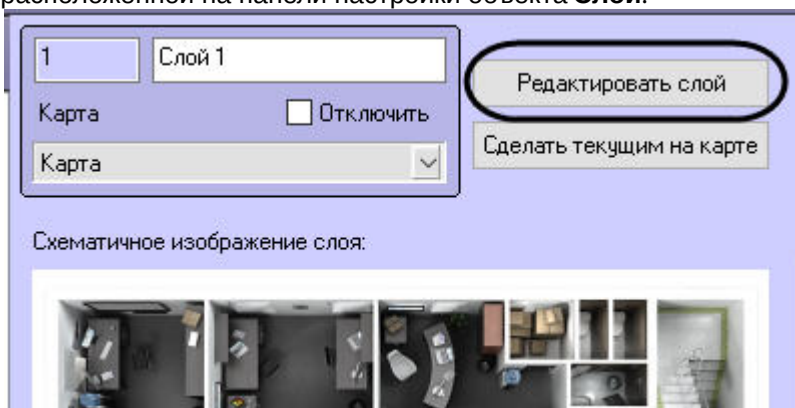 расположенной на панели настройки объекта Слой.
1
Слой 1
Редактировать слой
Карта
Отключить
Сделать текущим на карте
Карта
Схематичное изображение слоя: